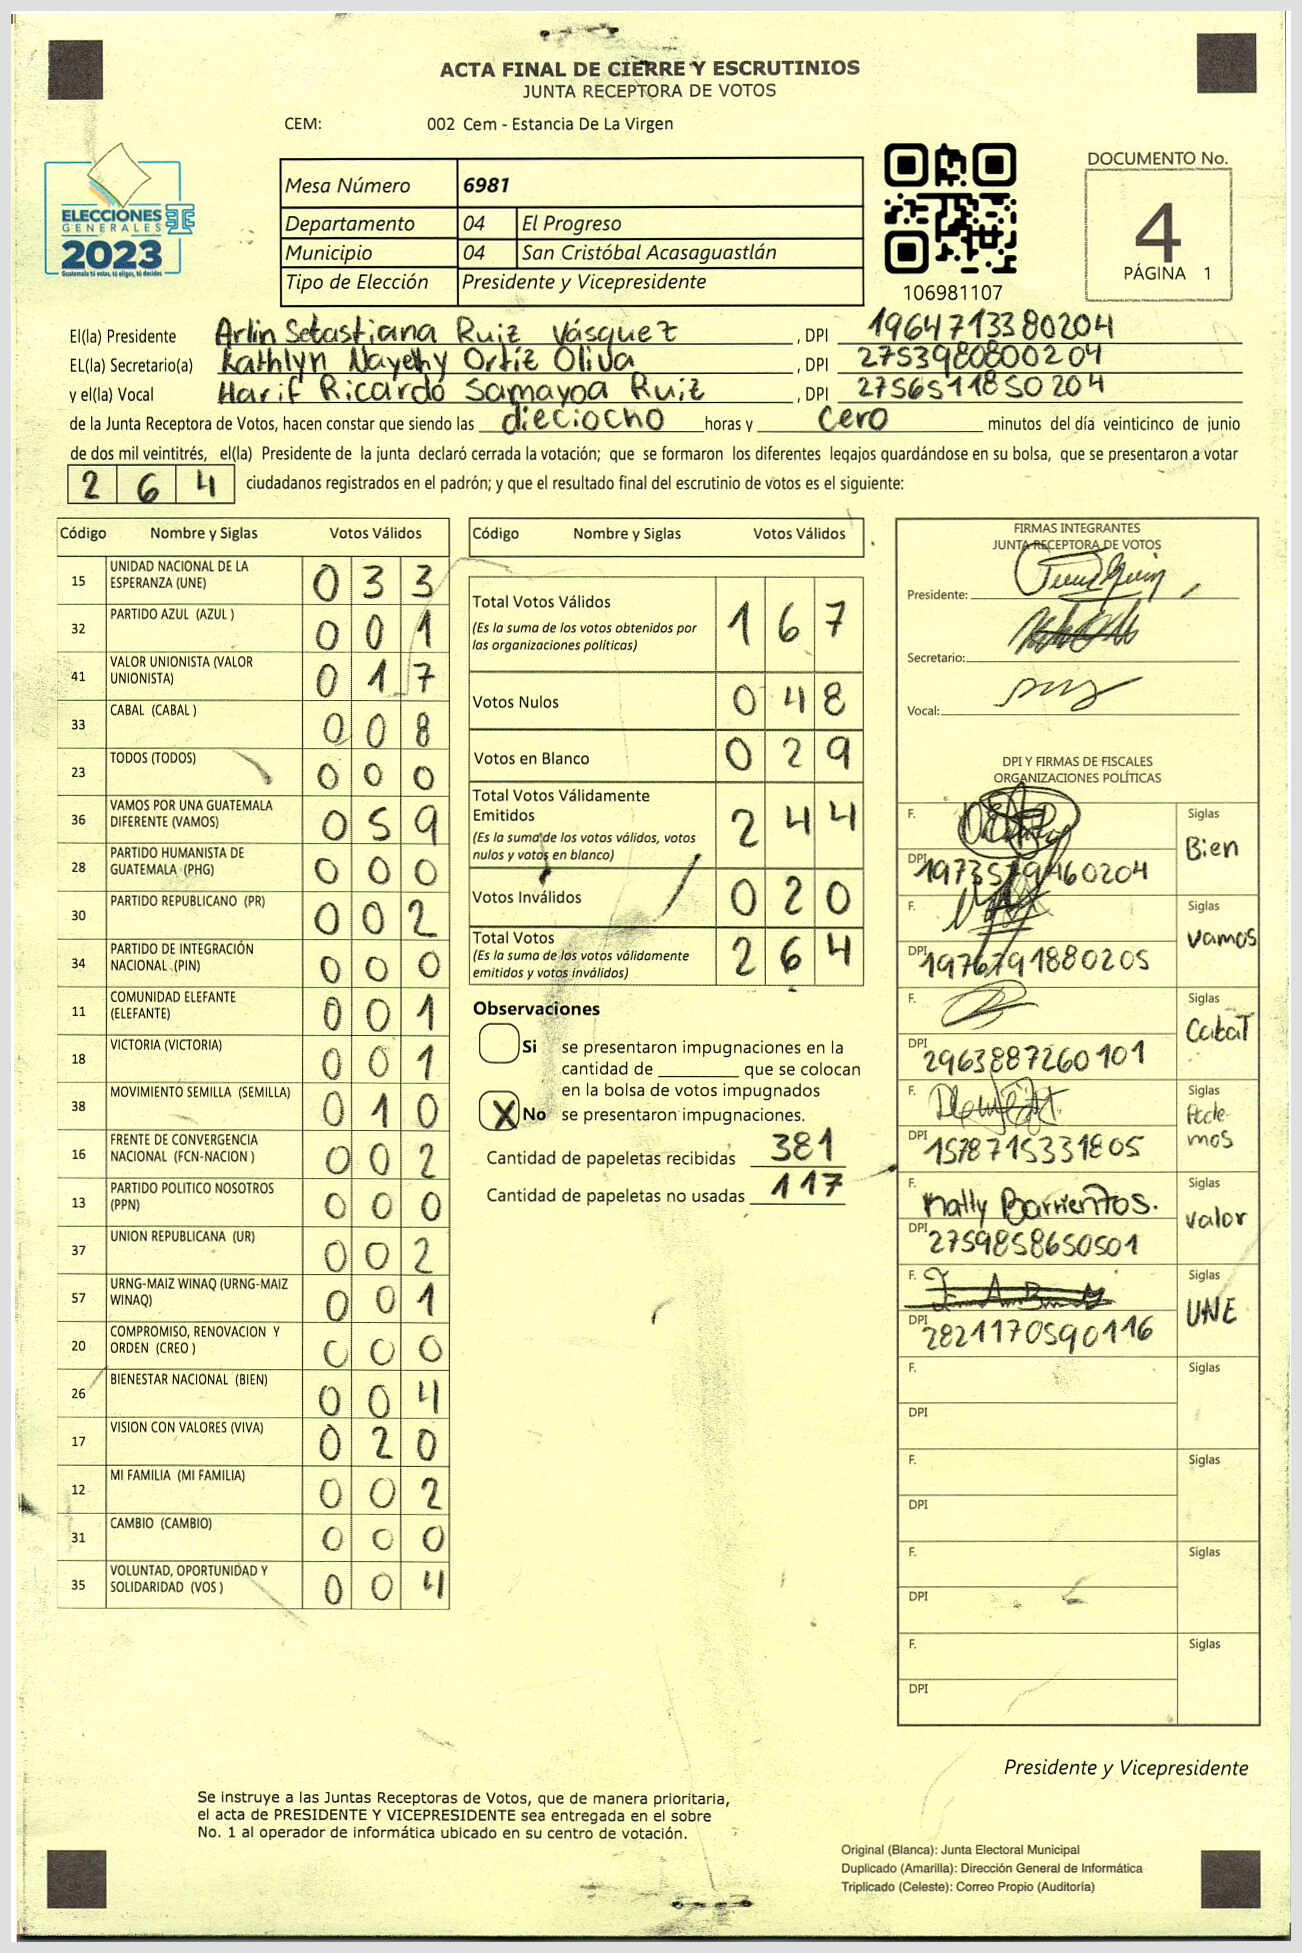 ACTA FINAL DE CIERRE Y ESCRUTINIOS
JUNTA RECEPTORA DE VOTOS
CEM: 002 Cem - Estancia De La Virgen
ELECCIONES
GENERALES
2023
Guatemala tú votas, tú eliges, tú decides
Mesa Número 6981
Departamento 04 El Progreso
Municipio 04 San Cristóbal Acasaguastlán
Tipo de Elección Presidente y Vicepresidente
106981107
DOCUMENTO No.
4
PÁGINA 1
El(la) Presidente Arlin Sebastiana Ruiz Vásquez , DPI 1964713380204
EL(la) Secretario(a) Kathlyn Nayehy Ortíz Oliva , DPI 2753980800204
y el(la) Vocal Harif Ricardo Samayoa Ruiz , DPI 2756511850204
de la Junta Receptora de Votos, hacen constar que siendo las dieciocho horas y cero minutos del día veinticinco de junio
de dos mil veintitrés, el(la) Presidente de la junta declaró cerrada la votación; que se formaron los diferentes legajos guardándose en su bolsa, que se presentaron a votar
2 6 4 ciudadanos registrados en el padrón; y que el resultado final del escrutinio de votos es el siguiente:
Código Nombre y Siglas Votos Válidos
15 UNIDAD NACIONAL DE LA ESPERANZA (UNE) 0 3 3
32 PARTIDO AZUL (AZUL ) 0 0 1
41 VALOR UNIONISTA (VALOR UNIONISTA) 0 1 7
33 CABAL (CABAL ) 0 0 8
23 TODOS (TODOS) 0 0 0
36 VAMOS POR UNA GUATEMALA DIFERENTE (VAMOS) 0 5 9
28 PARTIDO HUMANISTA DE GUATEMALA (PHG) 0 0 0
30 PARTIDO REPUBLICANO (PR) 0 0 2
34 PARTIDO DE INTEGRACIÓN NACIONAL (PIN) 0 0 0
11 COMUNIDAD ELEFANTE (ELEFANTE) 0 0 1
18 VICTORIA (VICTORIA) 0 0 1
38 MOVIMIENTO SEMILLA (SEMILLA) 0 1 0
16 FRENTE DE CONVERGENCIA NACIONAL (FCN-NACION ) 0 0 2
13 PARTIDO POLITICO NOSOTROS (PPN) 0 0 0
37 UNION REPUBLICANA (UR) 0 0 2
57 URNG-MAIZ WINAQ (URNG-MAIZ WINAQ) 0 0 1
20 COMPROMISO, RENOVACION Y ORDEN (CREO ) 0 0 0
26 BIENESTAR NACIONAL (BIEN) 0 0 4
17 VISION CON VALORES (VIVA) 0 2 0
12 MI FAMILIA (MI FAMILIA) 0 0 2
31 CAMBIO (CAMBIO) 0 0 0
35 VOLUNTAD, OPORTUNIDAD Y SOLIDARIDAD (VOS ) 0 0 4
Código Nombre y Siglas Votos Válidos
Total Votos Válidos 1 6 7
(Es la suma de los votos obtenidos por
las organizaciones políticas)
Votos Nulos 0 4 8
Votos en Blanco 0 2 9
Total Votos Válidamente
Emitidos 2 4 4
(Es la suma de los votos válidos, votos
nulos y votos en blanco)
Votos Inválidos 0 2 0
Total Votos 2 6 4
(Es la suma de los votos válidamente
emitidos y votos inválidos)
Observaciones
Si se presentaron impugnaciones en la
cantidad de ________ que se colocan
en la bolsa de votos impugnados
X No se presentaron impugnaciones.
Cantidad de papeletas recibidas 381
Cantidad de papeletas no usadas 117
FIRMAS INTEGRANTES
JUNTA RECEPTORA DE VOTOS
Presidente:
Secretario:
Vocal:
DPI Y FIRMAS DE FISCALES
ORGANIZACIONES POLÍTICAS
F. Siglas
Bien
DPI
F. Siglas
vamos
DPI 1976791880205
F. Siglas
DPI 2963887260101
F. Siglas
DPI 1578715331805
F. Barrientos. Siglas
valor
DPI 2759858650501
F. Siglas
UNE
DPI 2821170590116
F. Siglas
DPI
F. Siglas
DPI
F. Siglas
DPI
F. Siglas
DPI
Presidente y Vicepresidente
Se instruye a las Juntas Receptoras de Votos, que de manera prioritaria,
el acta de PRESIDENTE Y VICEPRESIDENTE sea entregada en el sobre
No. 1 al operador de informática ubicado en su centro de votación.
Original (Blanca): Junta Electoral Municipal
Duplicado (Amarilla): Dirección General de Informática
Triplicado (Celeste): Correo Propio (Auditoría)